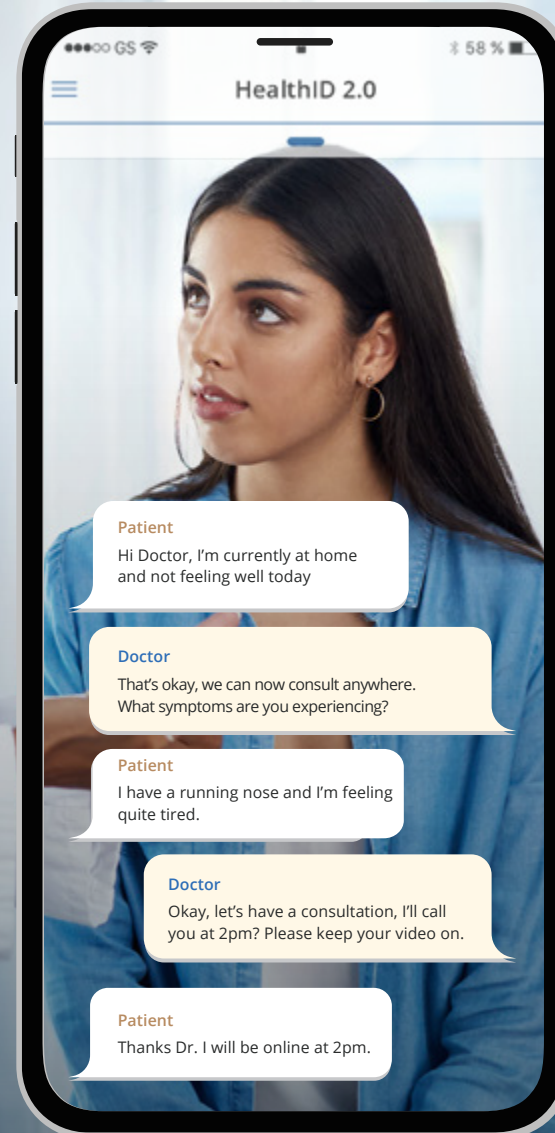 GS 58 %
HealthID 2.0
Patient
Hi Doctor, I’m currently at home
and not feeling well today
Doctor
That’s okay, we can now consult anywhere.
What symptoms are you experiencing?
Patient
I have a running nose and I’m feeling
quite tired.
Doctor
Okay, let’s have a consultation, I’ll call
you at 2pm? Please keep your video on.
Patient
Thanks Dr. I will be online at 2pm.